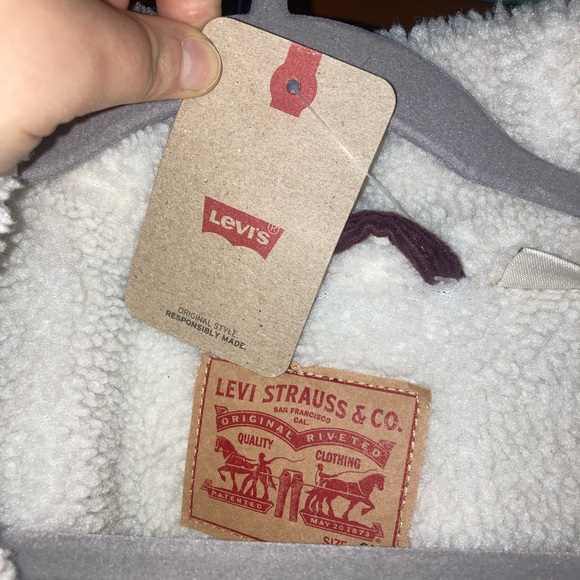 Levi's®
ORIGINAL STYLE.
RESPONSIBLY MADE.
LEVI STRAUSS & CO.
SAN FRANCISCO
CAL.
ORIGINAL RIVETED
QUALITY CLOTHING
PATENTED MAY 20 1873
SIZE